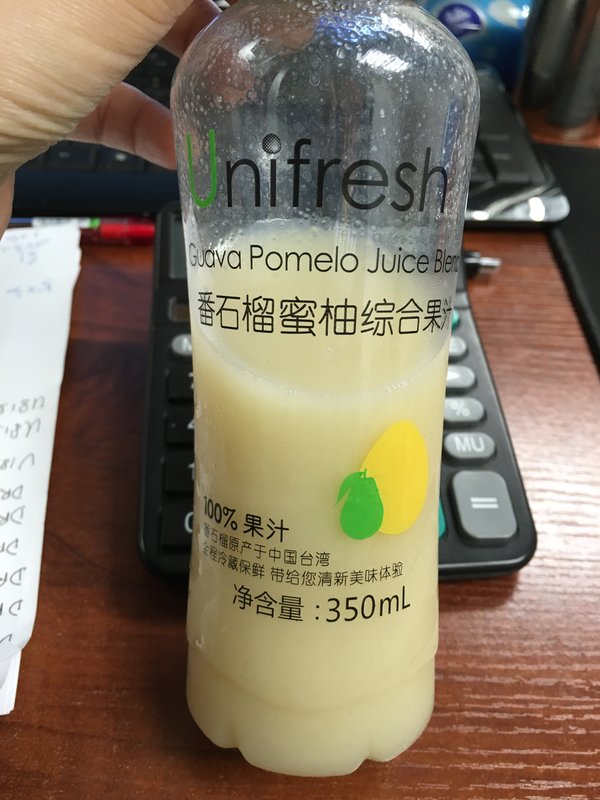 Unifresh
Guava Pomelo Juice Blend
番石榴蜜柚综合果汁
100% 果汁
番石榴原产于中国台湾
全程冷藏保鲜 带给您清新美味体验
净含量:350mL
%
MU
=